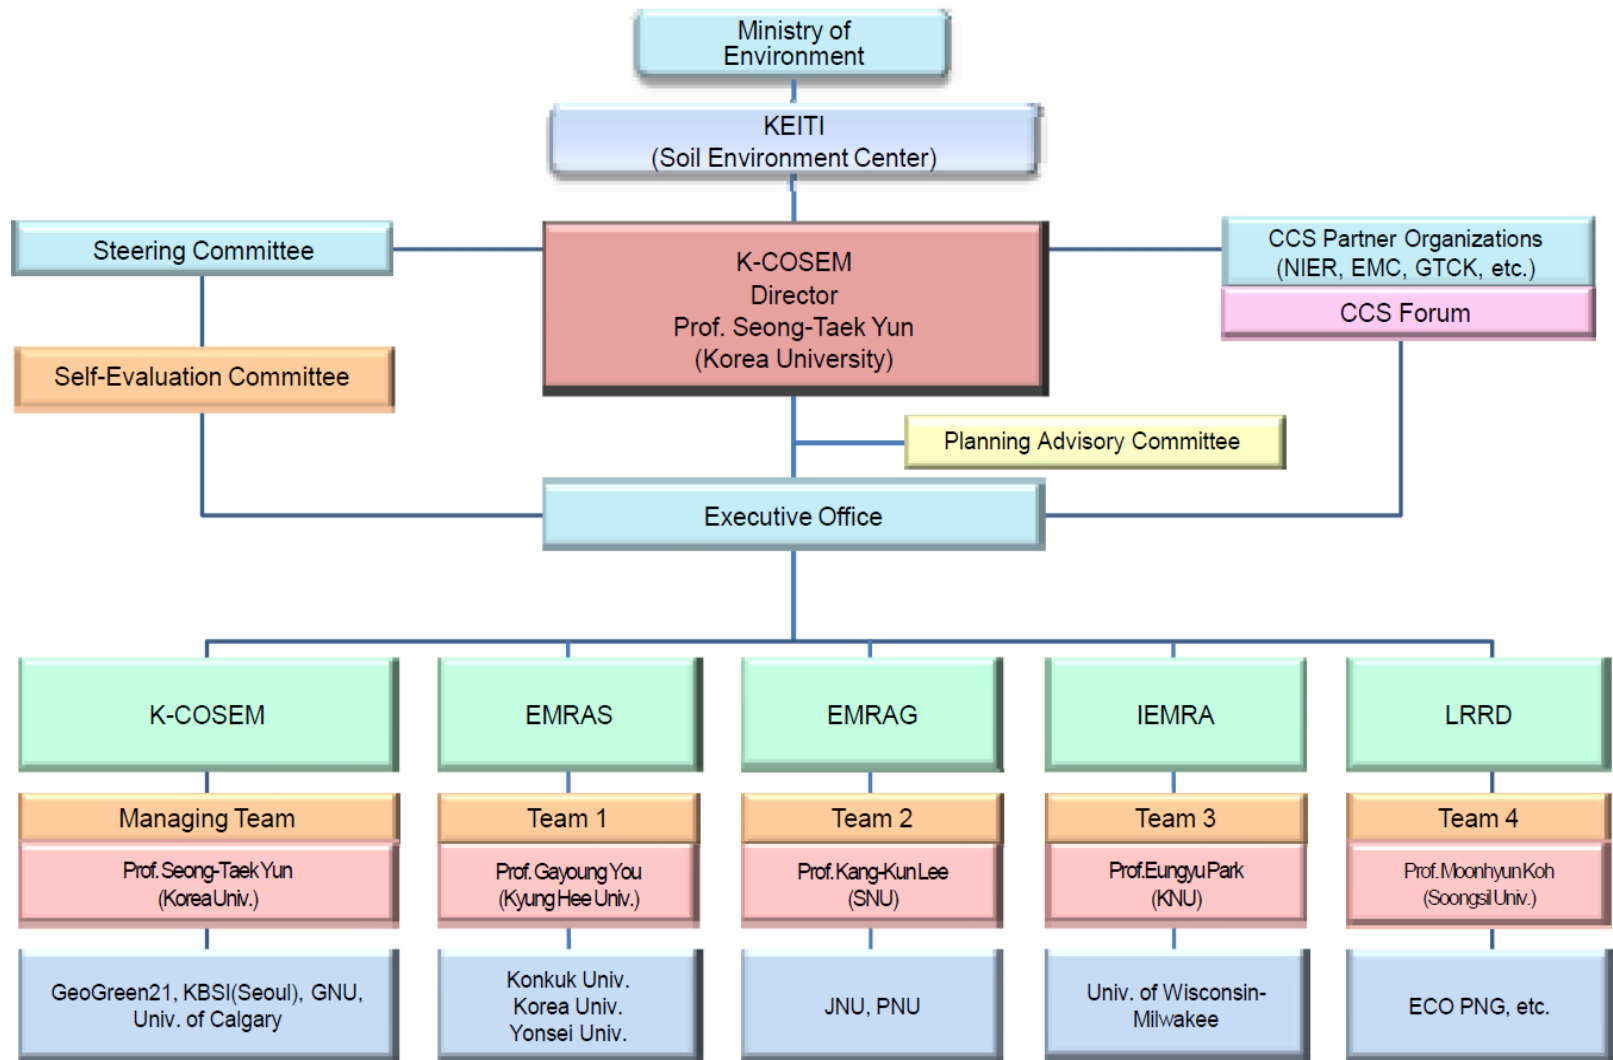 Ministry of
Environment
KEITI
(Soil Environment Center)
Steering Committee
K-COSEM
Director
Prof. Seong-Taek Yun
(Korea University)
CCS Partner Organizations
(NIER, EMC, GTCK, etc.)
CCS Forum
Self-Evaluation Committee
Planning Advisory Committee
Executive Office
K-COSEM
EMRAS
EMRAG
IEMRA
LRRD
Managing Team
Team 1
Team 2
Team 3
Team 4
Prof. Seong-Taek Yun
(Korea Univ.)
Prof. Gayoung You
(Kyung Hee Univ.)
Prof. Kang-Kun Lee
(SNU)
Prof.Eungyu Park
(KNU)
Prof. Moonhyun Koh
(Soongsil Univ.)
GeoGreen21, KBSI(Seoul), GNU,
Univ. of Calgary
Konkuk Univ.
Korea Univ.
Yonsei Univ.
JNU, PNU
Univ. of Wisconsin-
Milwakee
ECO PNG, etc.